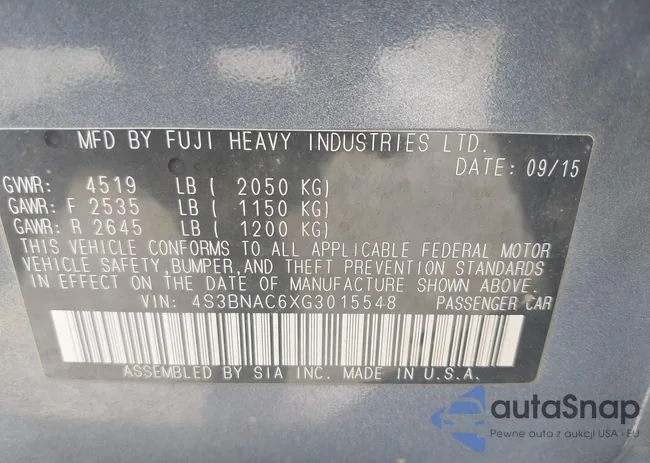 MFD BY FUJI HEAVY INDUSTRIES LTD.
DATE: 09/15
GVWR: 4519 LB ( 2050 KG)
GAWR: F 2535 LB ( 1150 KG)
GAWR: R 2645 LB ( 1200 KG)
THIS VEHICLE CONFORMS TO ALL APPLICABLE FEDERAL MOTOR
VEHICLE SAFETY, BUMPER, AND THEFT PREVENTION STANDARDS
IN EFFECT ON THE DATE OF MANUFACTURE SHOWN ABOVE.
VIN: 4S3BNAC6XG3015548 PASSENGER CAR
ASSEMBLED BY SIA INC. MADE IN U.S.A.
autaSnap
Pewne auta z aukcji USA i EU